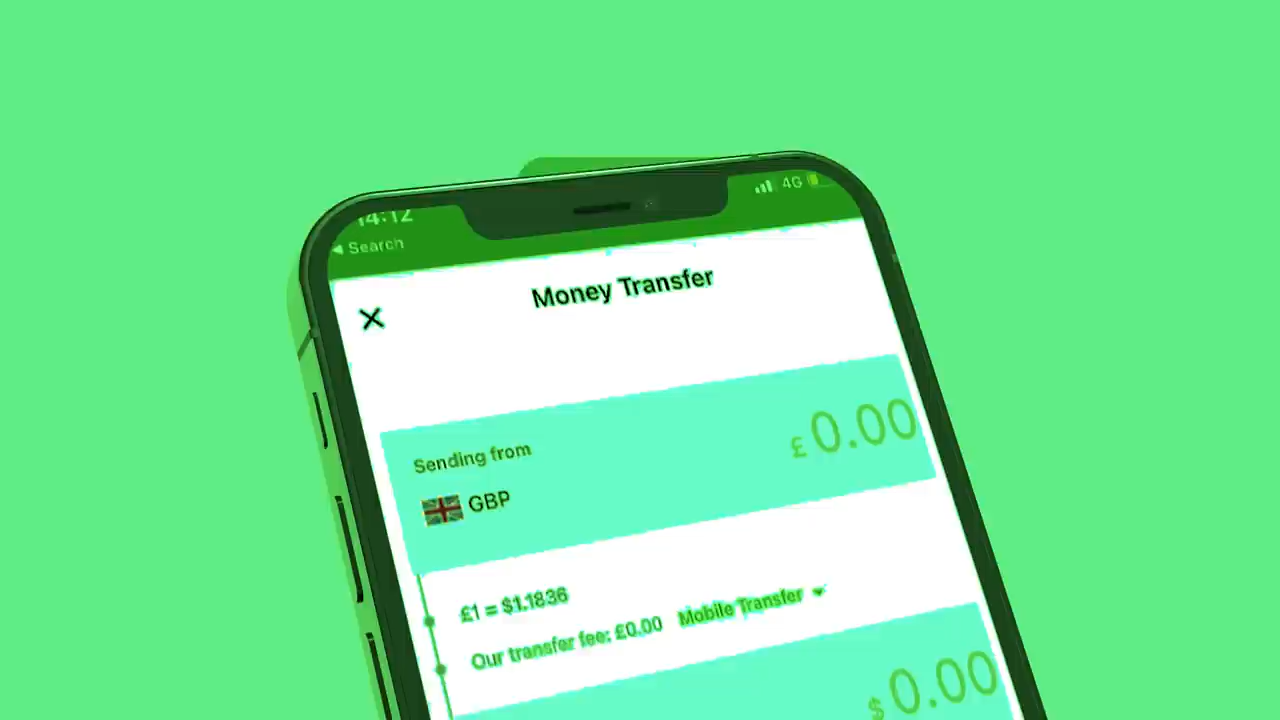 14:12
4G
◀ Search
Money Transfer
Sending from
£ 0.00
GBP
£1 = $1.1836
Our transfer fee: £0.00 Mobile Transfer
$ 0.00